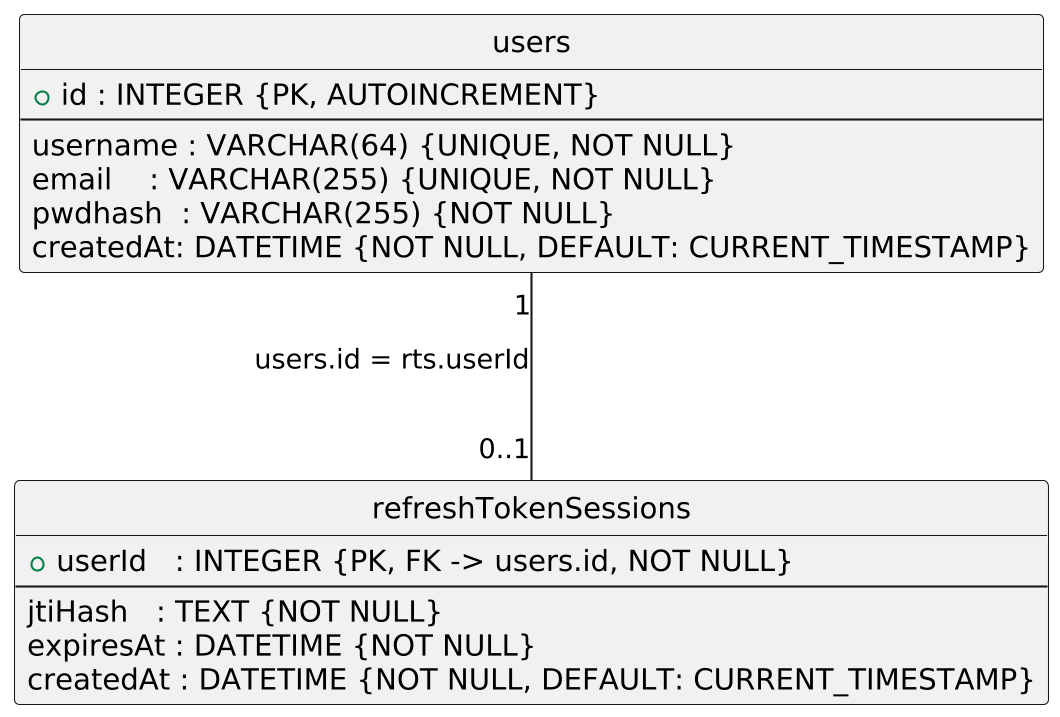 users
id : INTEGER {PK, AUTOINCREMENT}
username : VARCHAR(64) {UNIQUE, NOT NULL}
email    : VARCHAR(255) {UNIQUE, NOT NULL}
pwdhash  : VARCHAR(255) {NOT NULL}
createdAt: DATETIME {NOT NULL, DEFAULT: CURRENT_TIMESTAMP}
1
users.id = rts.userId
0..1
refreshTokenSessions
userId   : INTEGER {PK, FK -> users.id, NOT NULL}
jtiHash   : TEXT {NOT NULL}
expiresAt : DATETIME {NOT NULL}
createdAt : DATETIME {NOT NULL, DEFAULT: CURRENT_TIMESTAMP}